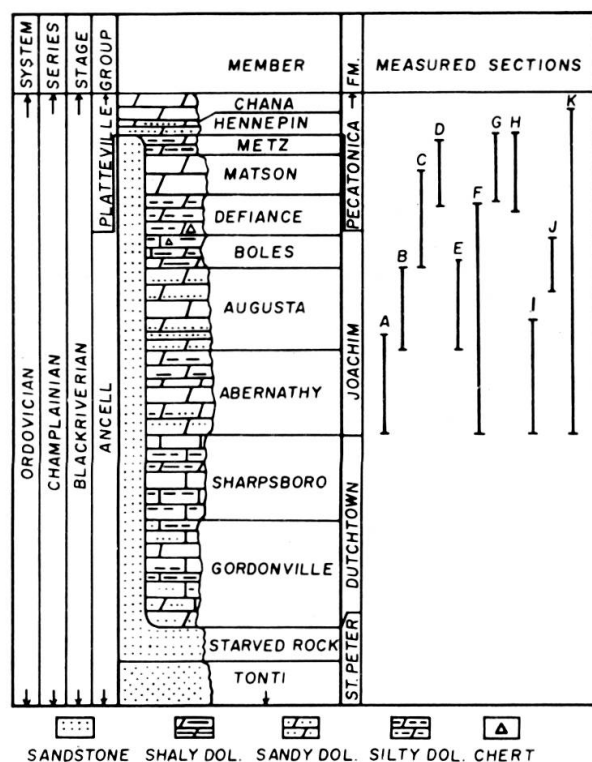 SYSTEM
SERIES
STAGE
GROUP
MEMBER
FM.
MEASURED SECTIONS
ORDOVICIAN
CHAMPLAINIAN
BLACKRIVERIAN
PLATTEVILLE
ANCELL
CHANA
HENNEPIN
METZ
MATSON
DEFIANCE
BOLES
AUGUSTA
ABERNATHY
SHARPSBORO
GORDONVILLE
STARVED ROCK
TONTI
PECATONICA
JOACHIM
DUTCHTOWN
ST. PETER
A
B
C
D
E
F
G
H
I
J
K
SANDSTONE SHALY DOL. SANDY DOL. SILTY DOL. CHERT